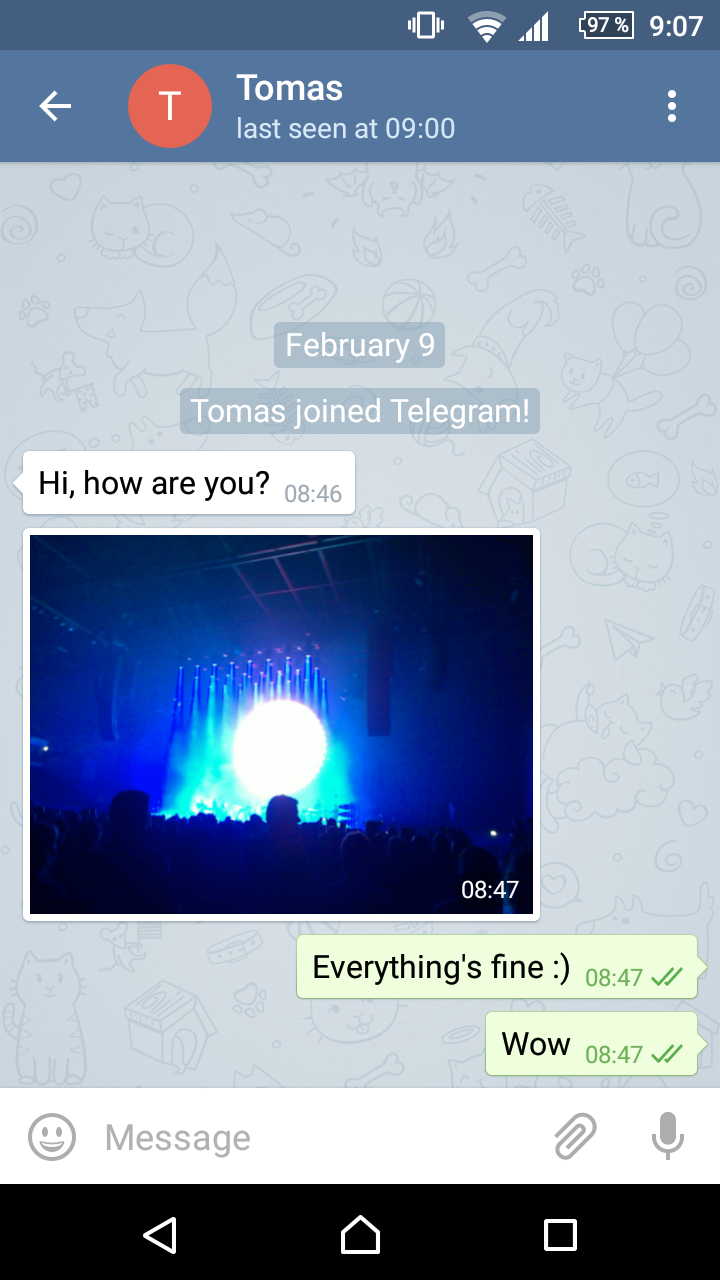 97 %
9:07
T
Tomas
last seen at 09:00
February 9
Tomas joined Telegram!
Hi, how are you? 08:46
08:47
Everything's fine :) 08:47
Wow 08:47
Message